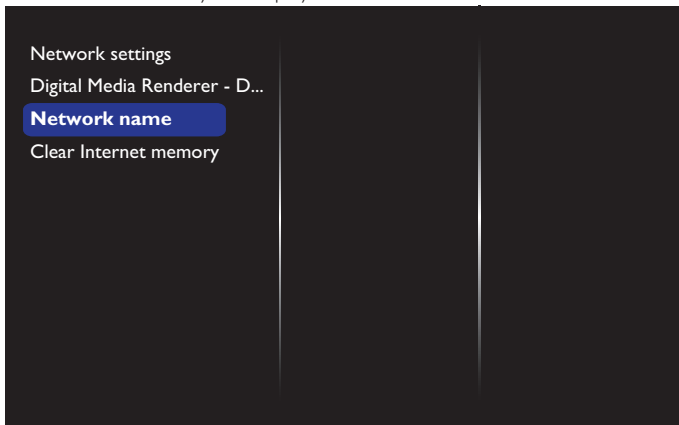 Network settings
Digital Media Renderer - D...
Network name
Clear Internet memory